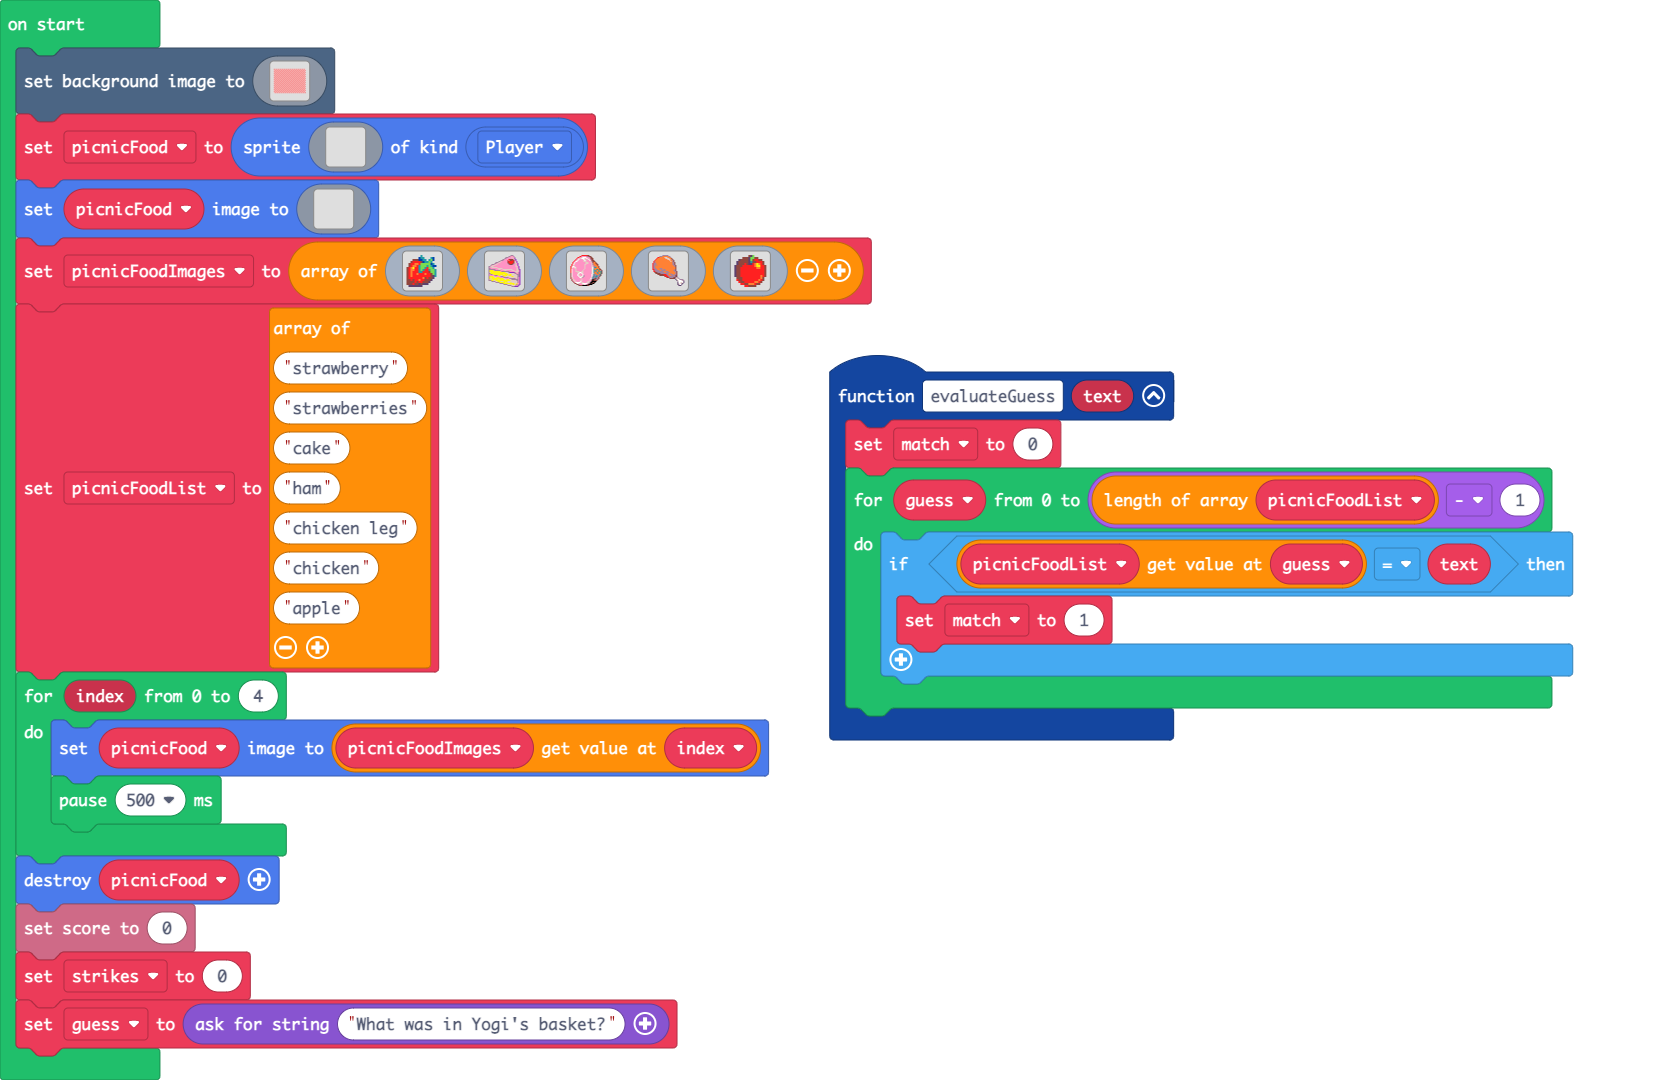 on start
set background image to
set picnicFood to sprite of kind Player
set picnicFood image to
set picnicFoodImages to array of
set picnicFoodList to array of
"strawberry"
"strawberries"
"cake"
"ham"
"chicken leg"
"chicken"
"apple"
for index from 0 to 4
do
set picnicFood image to picnicFoodImages get value at index
pause 500 ms
destroy picnicFood
set score to 0
set strikes to 0
set guess to ask for string "What was in Yogi's basket?"
function evaluateGuess text
set match to 0
for guess from 0 to length of array picnicFoodList - 1
do
if picnicFoodList get value at guess = text then
set match to 1